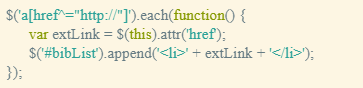 $('a[href^="http://"]').each(function() {
var extLink = $(this).attr('href');
$('#bibList').append('<li>' + extLink + '</li>');
});